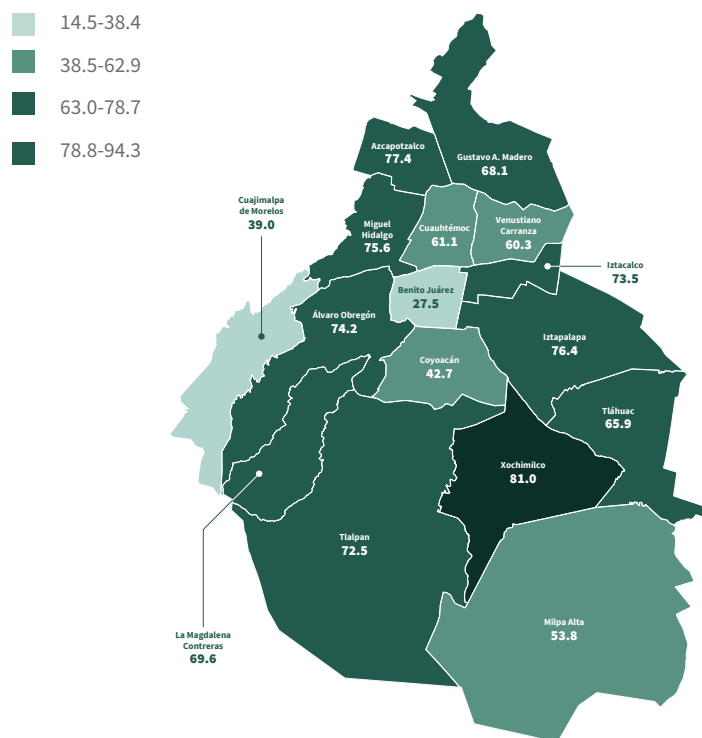 14.5-38.4
38.5-62.9
63.0-78.7
78.8-94.3
Azcapotzalco
77.4
Gustavo A. Madero
68.1
Cuajimalpa
de Morelos
39.0
Miguel
Hidalgo
75.6
Cuauhtémoc
61.1
Venustiano
Carranza
60.3
Iztacalco
73.5
Benito Juárez
27.5
Álvaro Obregón
74.2
Iztapalapa
76.4
Coyoacán
42.7
Tláhuac
65.9
Xochimilco
81.0
Tlalpan
72.5
Milpa Alta
53.8
La Magdalena
Contreras
69.6